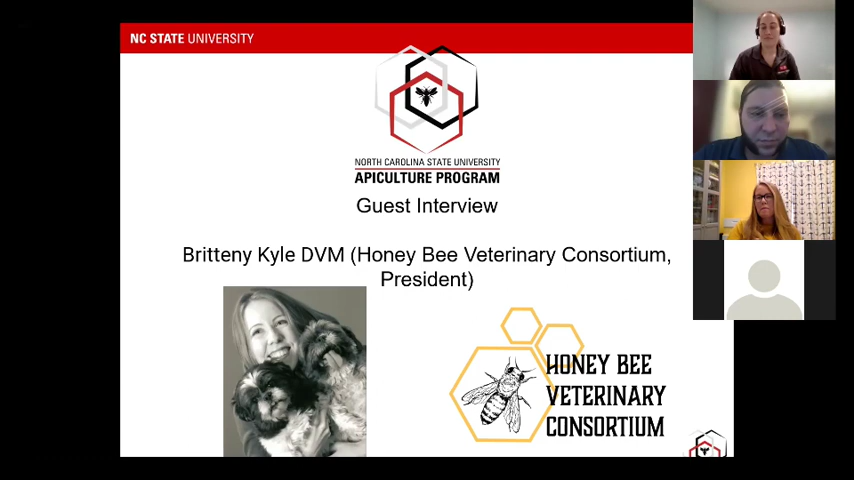 NC STATE UNIVERSITY
NORTH CAROLINA STATE UNIVERSITY
APICULTURE PROGRAM
Guest Interview
Britteny Kyle DVM (Honey Bee Veterinary Consortium,
President)
HONEY BEE
VETERINARY
CONSORTIUM